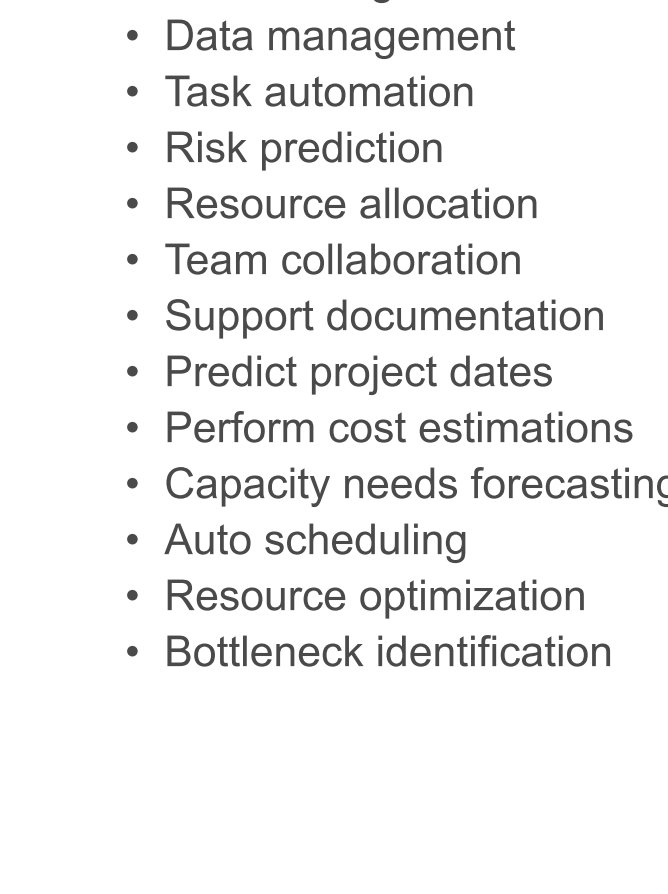 • Data management
• Task automation
• Risk prediction
• Resource allocation
• Team collaboration
• Support documentation
• Predict project dates
• Perform cost estimations
• Capacity needs forecasting
• Auto scheduling
• Resource optimization
• Bottleneck identification